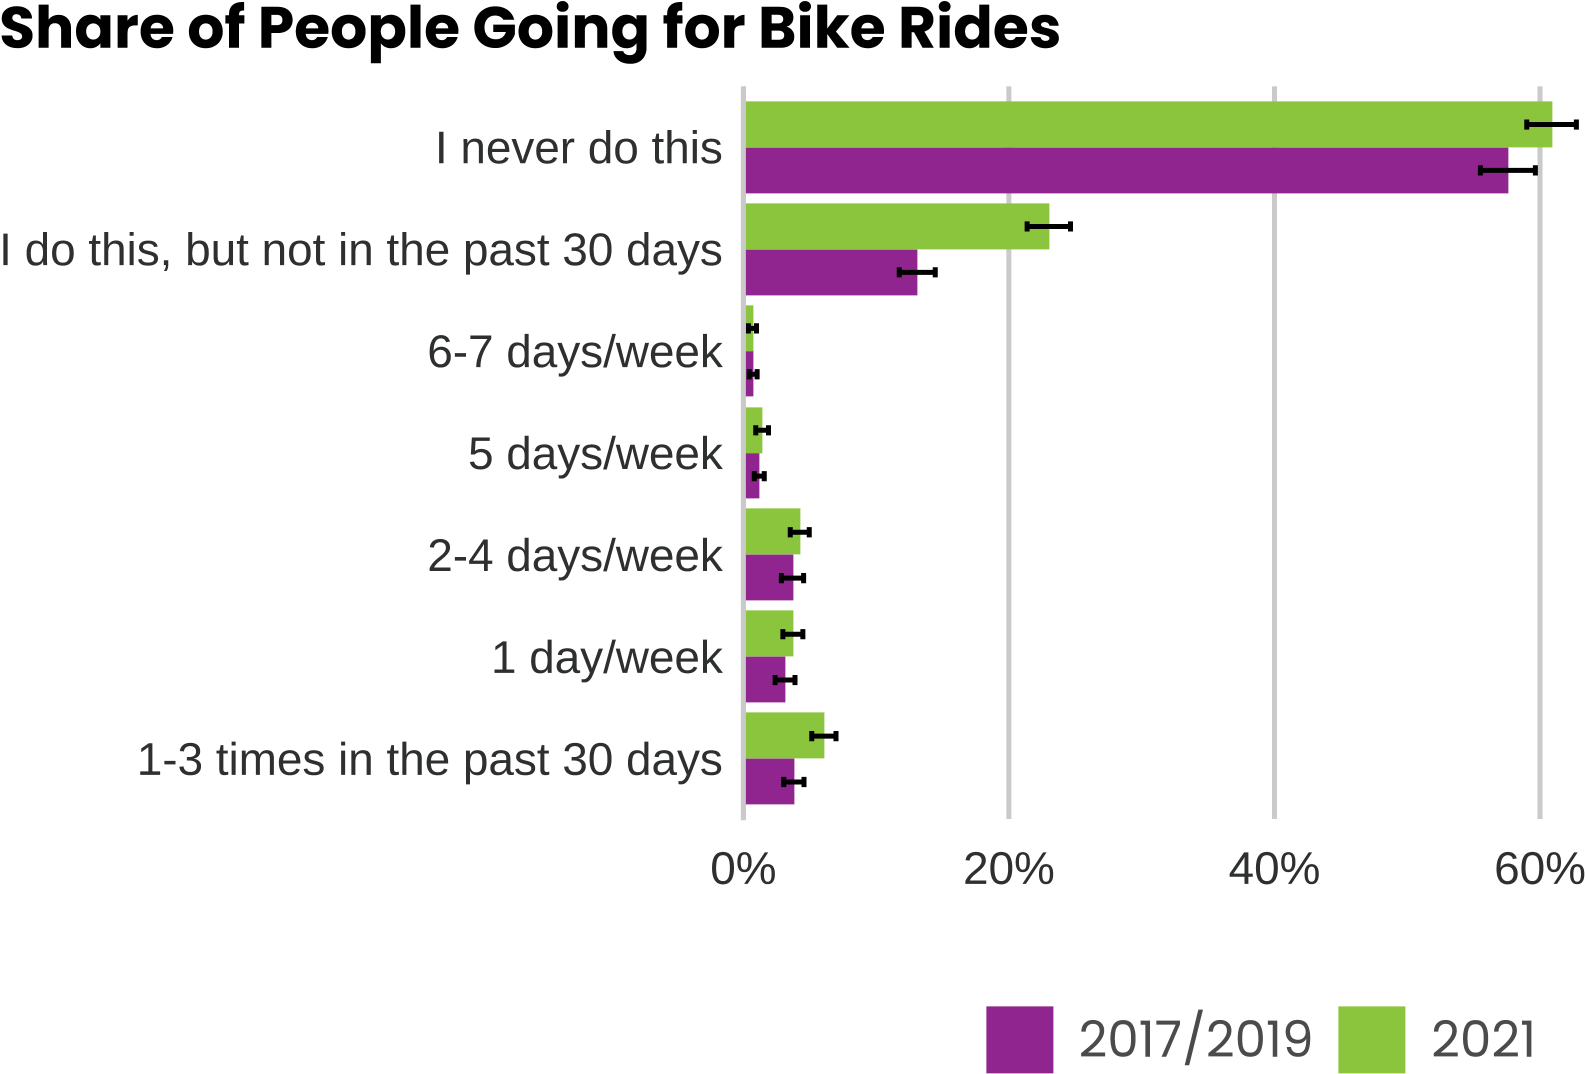 Share of People Going for Bike Rides
I never do this
I do this, but not in the past 30 days
6-7 days/week
5 days/week
2-4 days/week
1 day/week
1-3 times in the past 30 days
0% 20% 40% 60%
2017/2019 2021